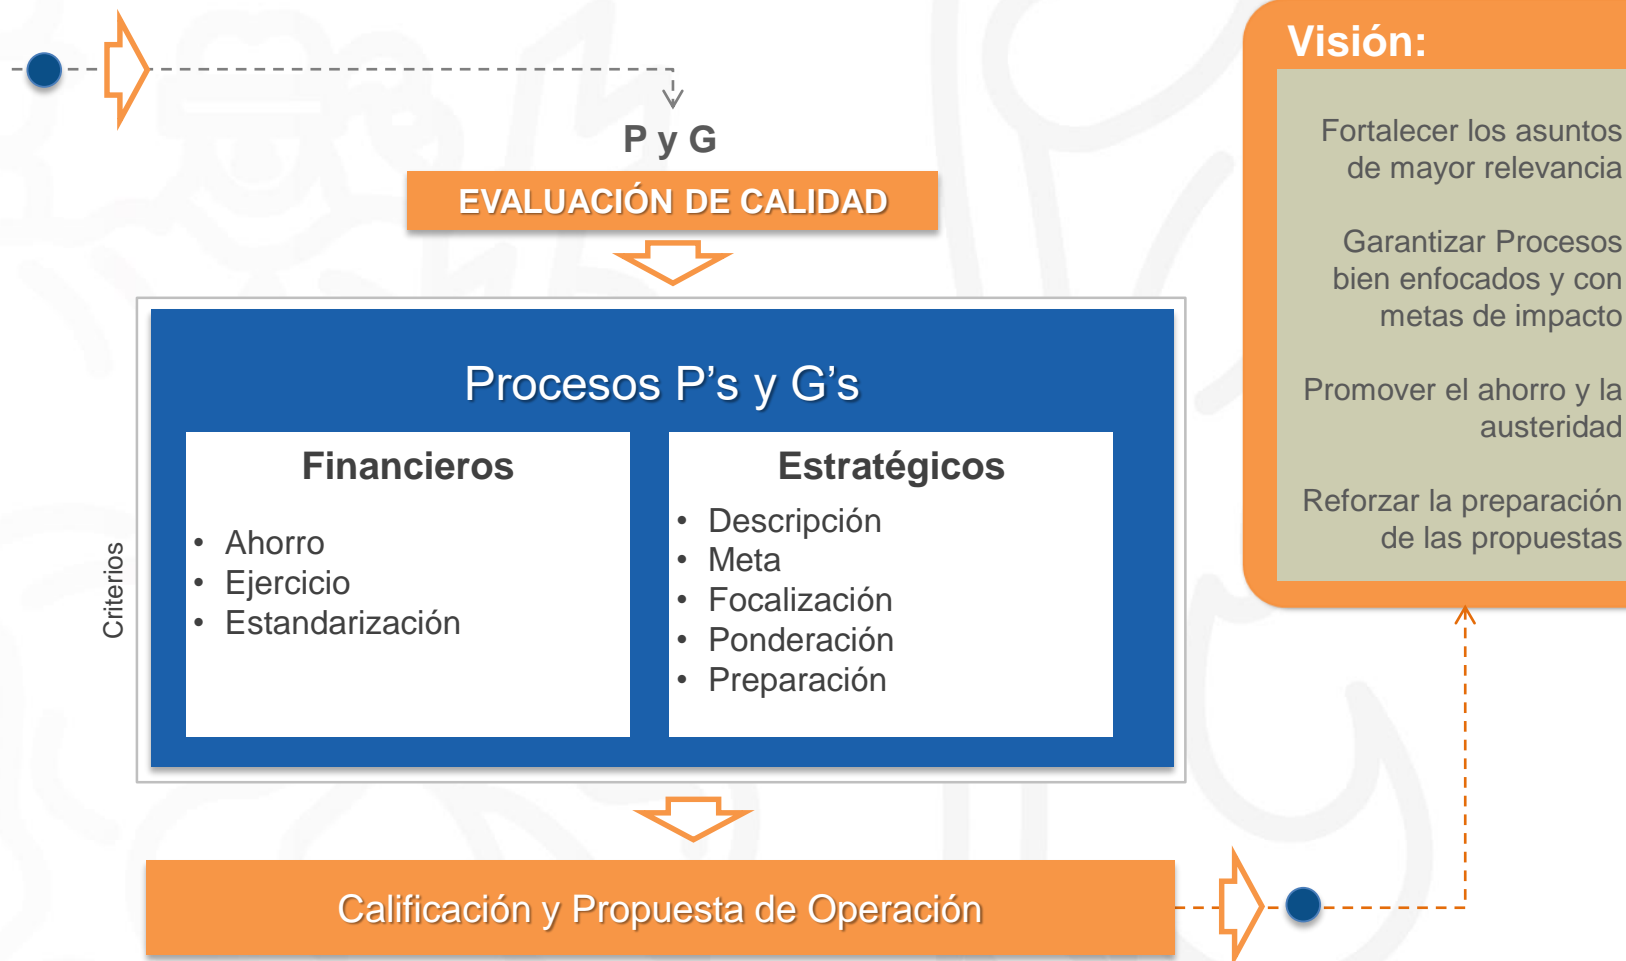 P y G
EVALUACIÓN DE CALIDAD
Criterios
Procesos P’s y G’s
Financieros
• Ahorro
• Ejercicio
• Estandarización
Estratégicos
• Descripción
• Meta
• Focalización
• Ponderación
• Preparación
Calificación y Propuesta de Operación
Visión:
Fortalecer los asuntos
de mayor relevancia
Garantizar Procesos
bien enfocados y con
metas de impacto
Promover el ahorro y la
austeridad
Reforzar la preparación
de las propuestas